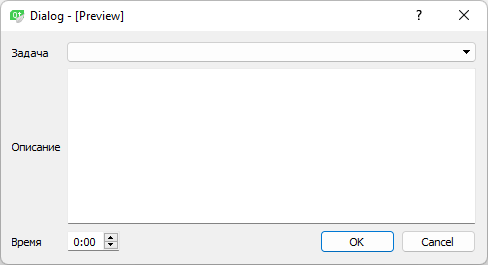 Dialog - [Preview]
Задача
Описание
Время 0:00 OK Cancel